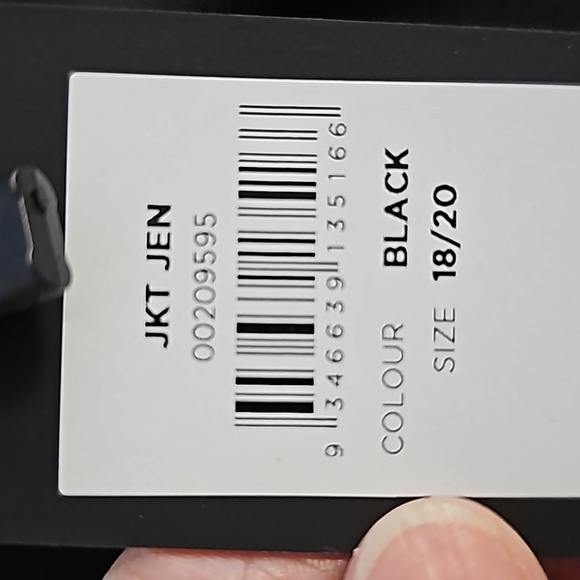 JKT JEN
00209595
9 346639 135166
COLOUR BLACK
SIZE 18/20